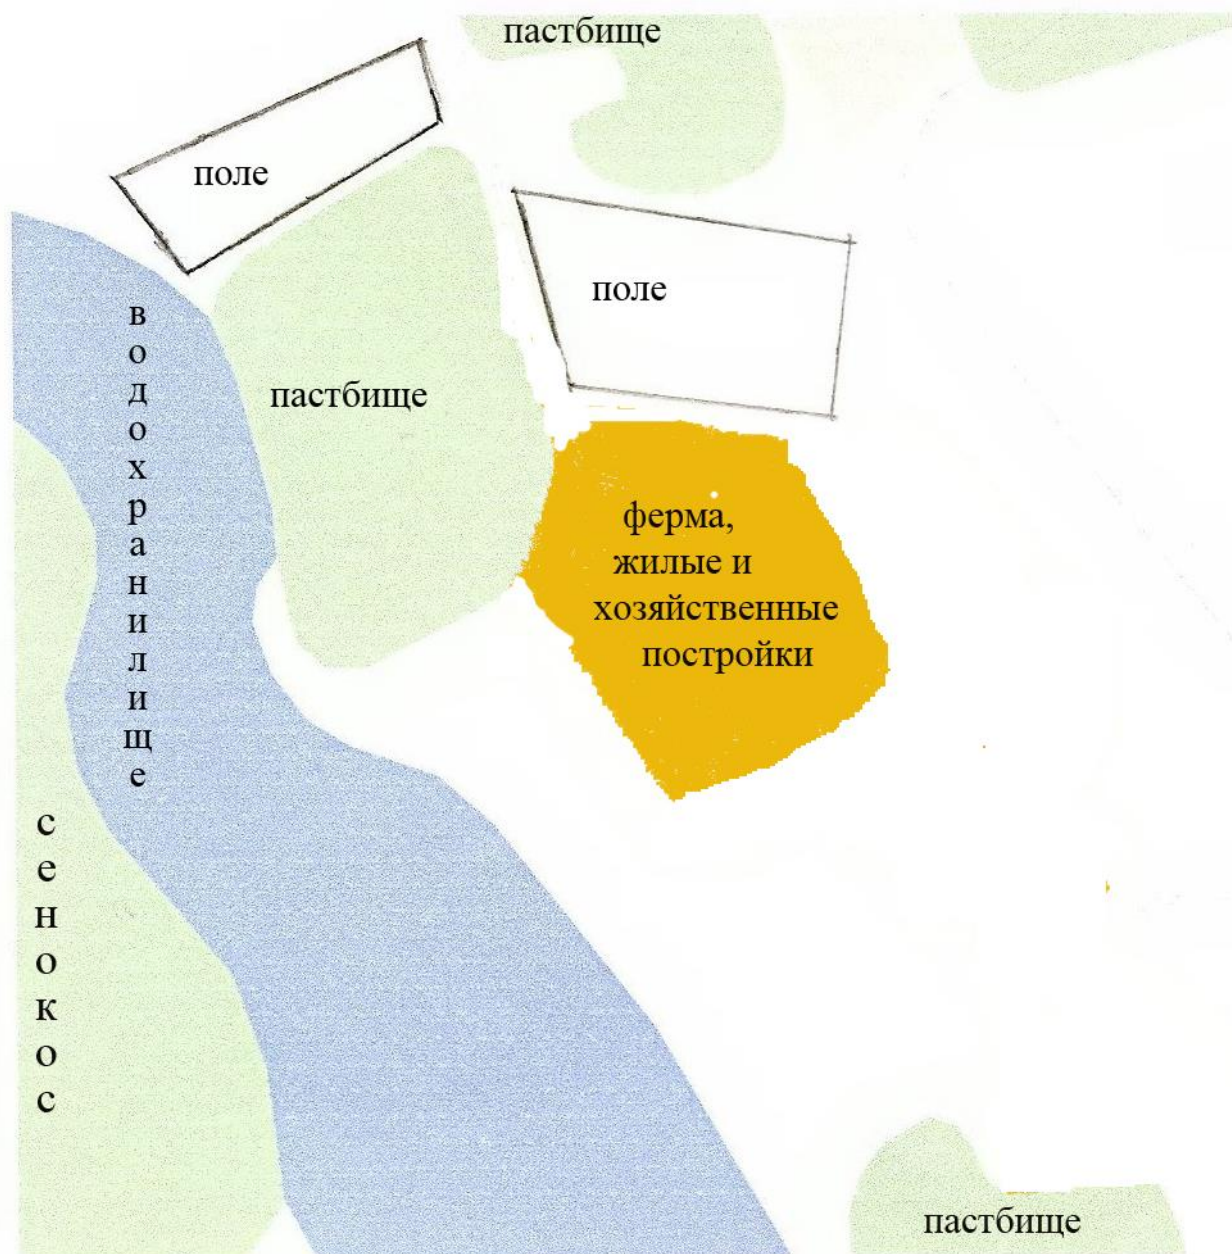 пастбище
поле
поле
водохранилище
пастбище
ферма,
жилые и
хозяйственные
постройки
сенокос
пастбище